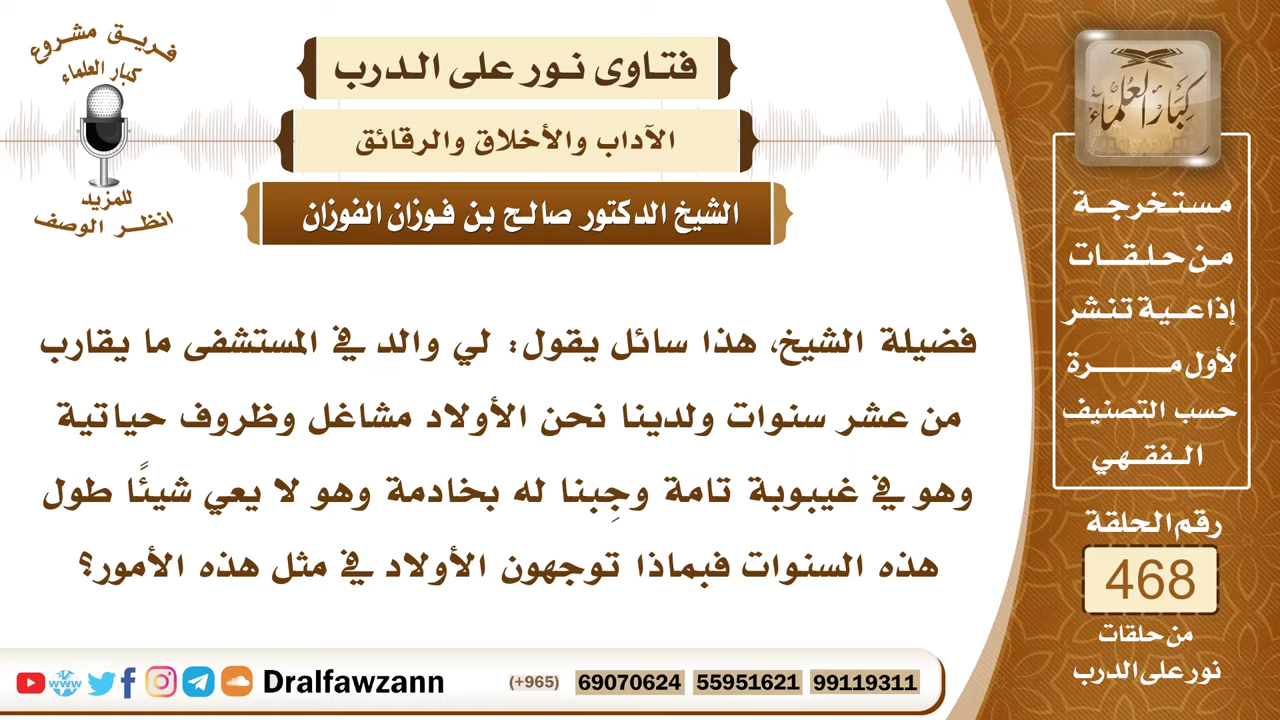 فريق مشروع
كبار العلماء
للمزيد
انظر الوصف
فتاوى نور على الدرب
الآداب والأخلاق والرقائق
الشيخ الدكتور صالح بن فوزان الفوزان
فضيلة الشيخ، هذا سائل يقول: لي والد في المستشفى ما يقارب
من عشر سنوات ولدينا نحن الأولاد مشاغل وظروف حياتية
وهو في غيبوبة تامة وجِبنا له بخادمة وهو لا يعي شيئًا طول
هذه السنوات فبماذا توجهون الأولاد في مثل هذه الأمور؟
كبار العلماء
مستخرجة
من حلقات
إذاعية تنشر
لأول مرة
حسب التصنيف
الفقهي
رقم الحلقة
468
من حلقات
نور على الدرب
www
Dralfawzann
(+965) 69070624 55951621 99119311